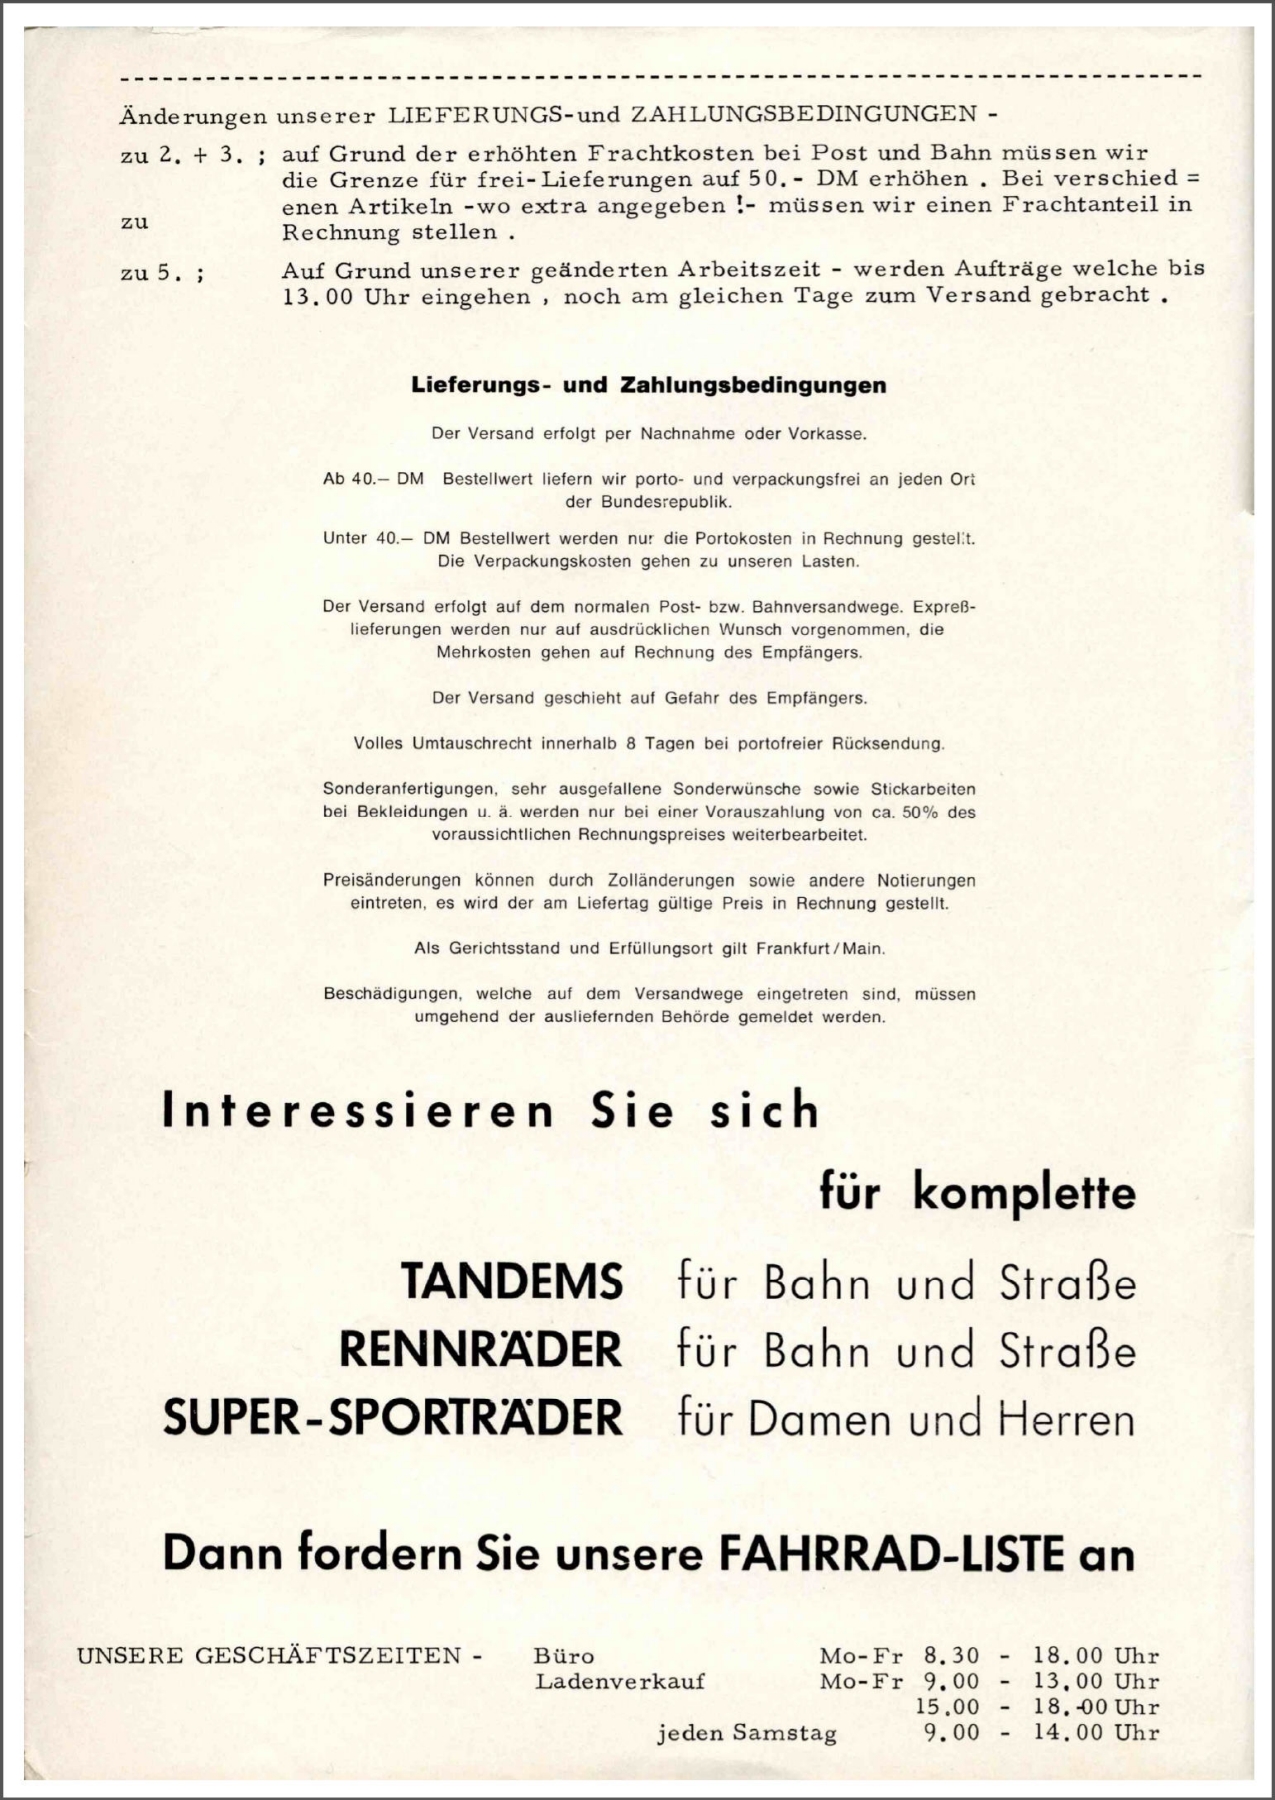 Änderungen unserer LIEFERUNGS-und ZAHLUNGSBEDINGUNGEN -
zu 2. + 3. ; auf Grund der erhöhten Frachtkosten bei Post und Bahn müssen wir
die Grenze für frei-Lieferungen auf 50.- DM erhöhen . Bei verschied =
enen Artikeln -wo extra angegeben !- müssen wir einen Frachtanteil in
zu
Rechnung stellen .
zu 5. ; Auf Grund unserer geänderten Arbeitszeit - werden Aufträge welche bis
13.00 Uhr eingehen , noch am gleichen Tage zum Versand gebracht .
Lieferungs- und Zahlungsbedingungen
Der Versand erfolgt per Nachnahme oder Vorkasse.
Ab 40.— DM Bestellwert liefern wir porto- und verpackungsfrei an jeden Ort
der Bundesrepublik.
Unter 40.— DM Bestellwert werden nur die Portokosten in Rechnung gestellt.
Die Verpackungskosten gehen zu unseren Lasten.
Der Versand erfolgt auf dem normalen Post- bzw. Bahnversandwege. Expreß-
lieferungen werden nur auf ausdrücklichen Wunsch vorgenommen, die
Mehrkosten gehen auf Rechnung des Empfängers.
Der Versand geschieht auf Gefahr des Empfängers.
Volles Umtauschrecht innerhalb 8 Tagen bei portofreier Rücksendung.
Sonderanfertigungen, sehr ausgefallene Sonderwünsche sowie Stickarbeiten
bei Bekleidungen u. ä. werden nur bei einer Vorauszahlung von ca. 50% des
voraussichtlichen Rechnungspreises weiterbearbeitet.
Preisänderungen können durch Zolländerungen sowie andere Notierungen
eintreten, es wird der am Liefertag gültige Preis in Rechnung gestellt.
Als Gerichtsstand und Erfüllungsort gilt Frankfurt/Main.
Beschädigungen, welche auf dem Versandwege eingetreten sind, müssen
umgehend der ausliefernden Behörde gemeldet werden.
Interessieren Sie sich
für komplette
TANDEMS für Bahn und Straße
RENNRÄDER für Bahn und Straße
SUPER-SPORTRÄDER für Damen und Herren
Dann fordern Sie unsere FAHRRAD-LISTE an
UNSERE GESCHÄFTSZEITEN - Büro Mo-Fr 8.30 - 18.00 Uhr
Ladenverkauf Mo-Fr 9.00 - 13.00 Uhr
15.00 - 18.00 Uhr
jeden Samstag 9.00 - 14.00 Uhr